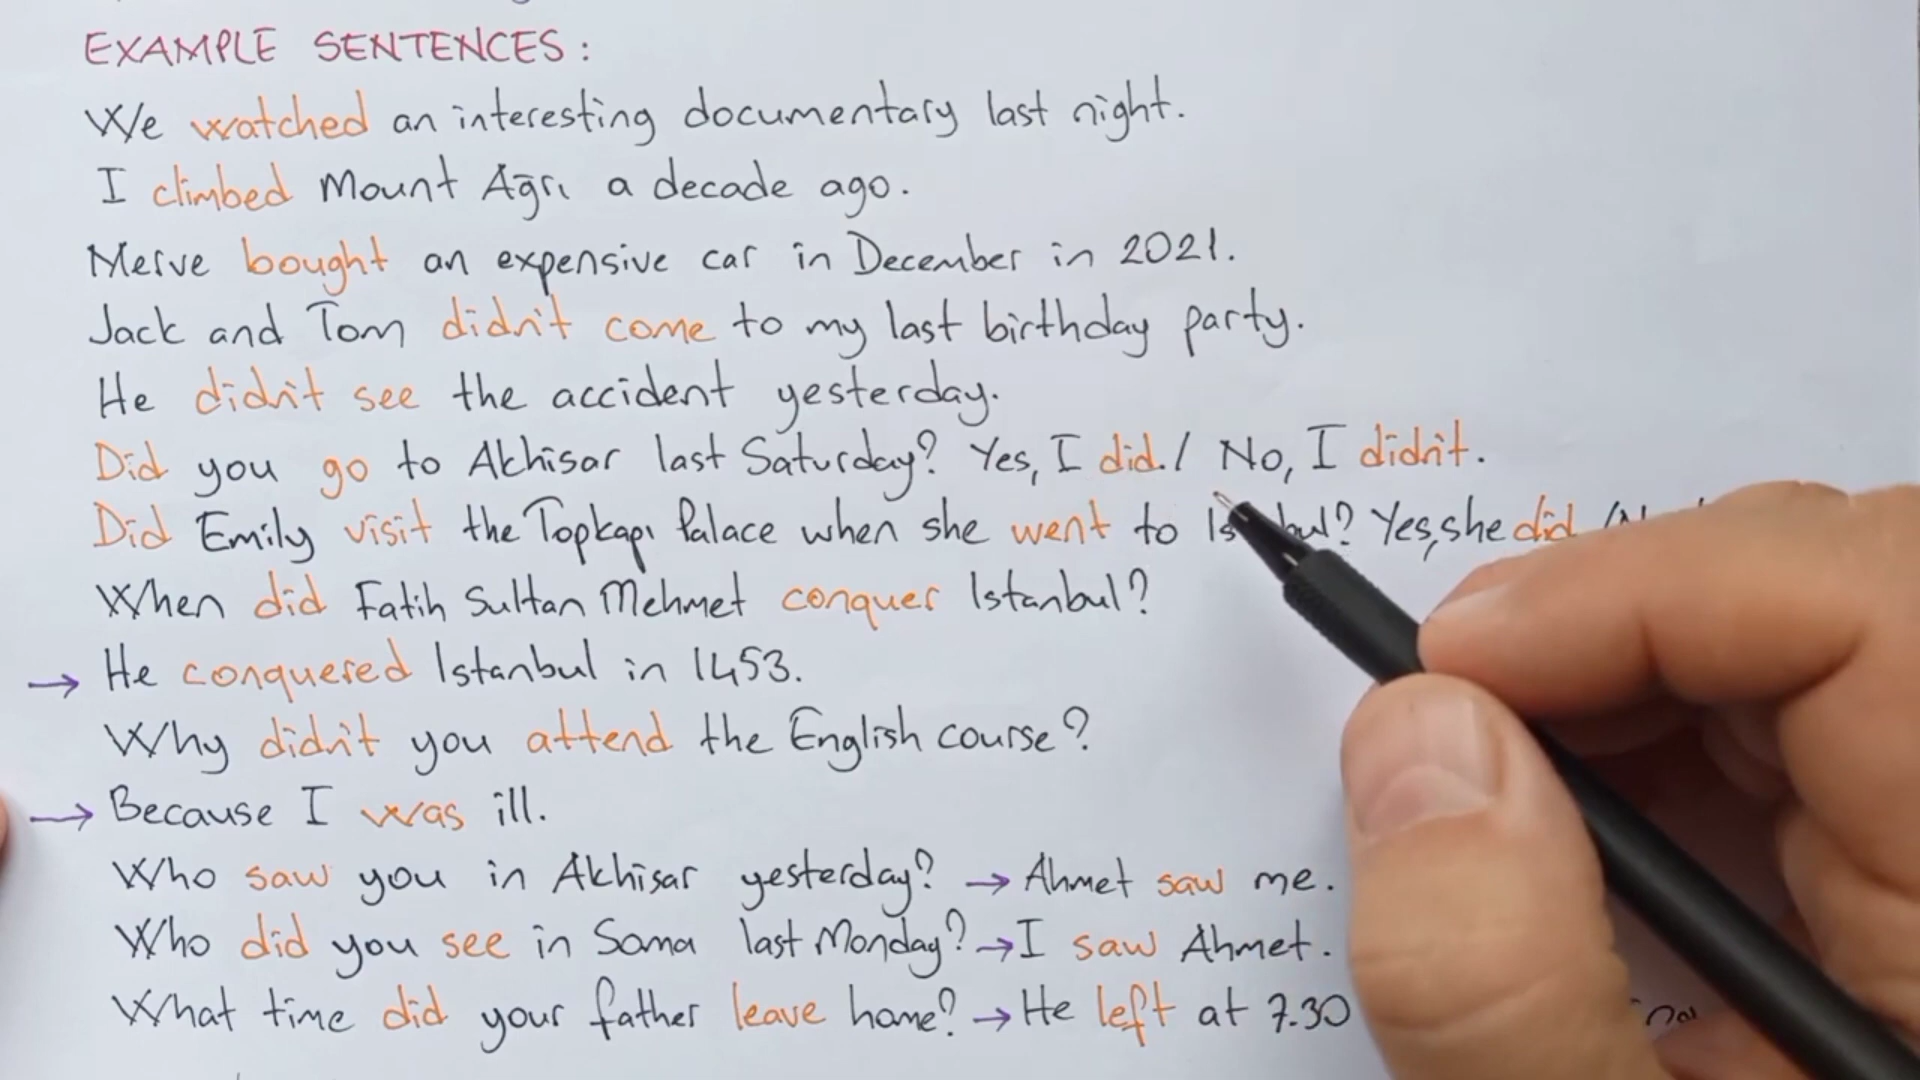 EXAMPLE SENTENCES:
We watched an interesting documentary last night.
I climbed Mount Ağrı a decade ago.
Merve bought an expensive car in December in 2021.
Jack and Tom didn't come to my last birthday party.
He didn't see the accident yesterday.
Did you go to Akhisar last Saturday? Yes, I did./ No, I didn't.
Did Emily visit the Topkapı Palace when she went to Yes, she did
When did Fatih Sultan Mehmet conquer Istanbul?
→ He conquered Istanbul in 1453.
Why didn't you attend the English course?
→ Because I was ill.
Who saw you in Akhisar yesterday? → Ahmet saw me.
Who did you see in Soma last Monday? → I saw Ahmet.
What time did your father leave home? → He left at 7.30